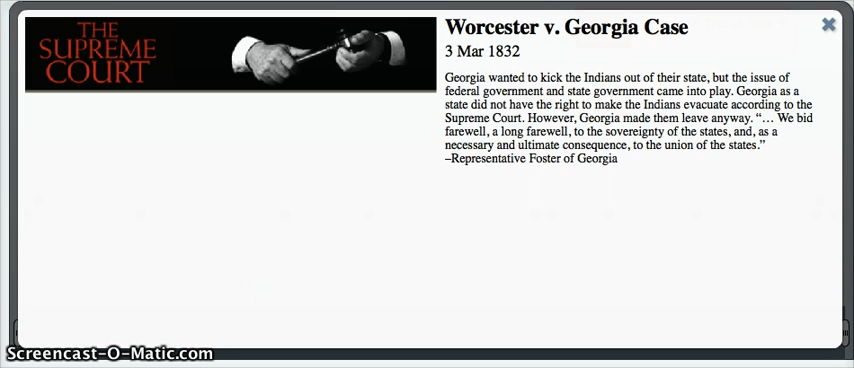 THE
SUPREME
COURT
Worcester v. Georgia Case
3 Mar 1832
Georgia wanted to kick the Indians out of their state, but the issue of
federal government and state government came into play. Georgia as a
state did not have the right to make the Indians evacuate according to the
Supreme Court. However, Georgia made them leave anyway. “… We bid
farewell, a long farewell, to the sovereignty of the states, and, as a
necessary and ultimate consequence, to the union of the states.”
–Representative Foster of Georgia
Screencast-O-Matic.com